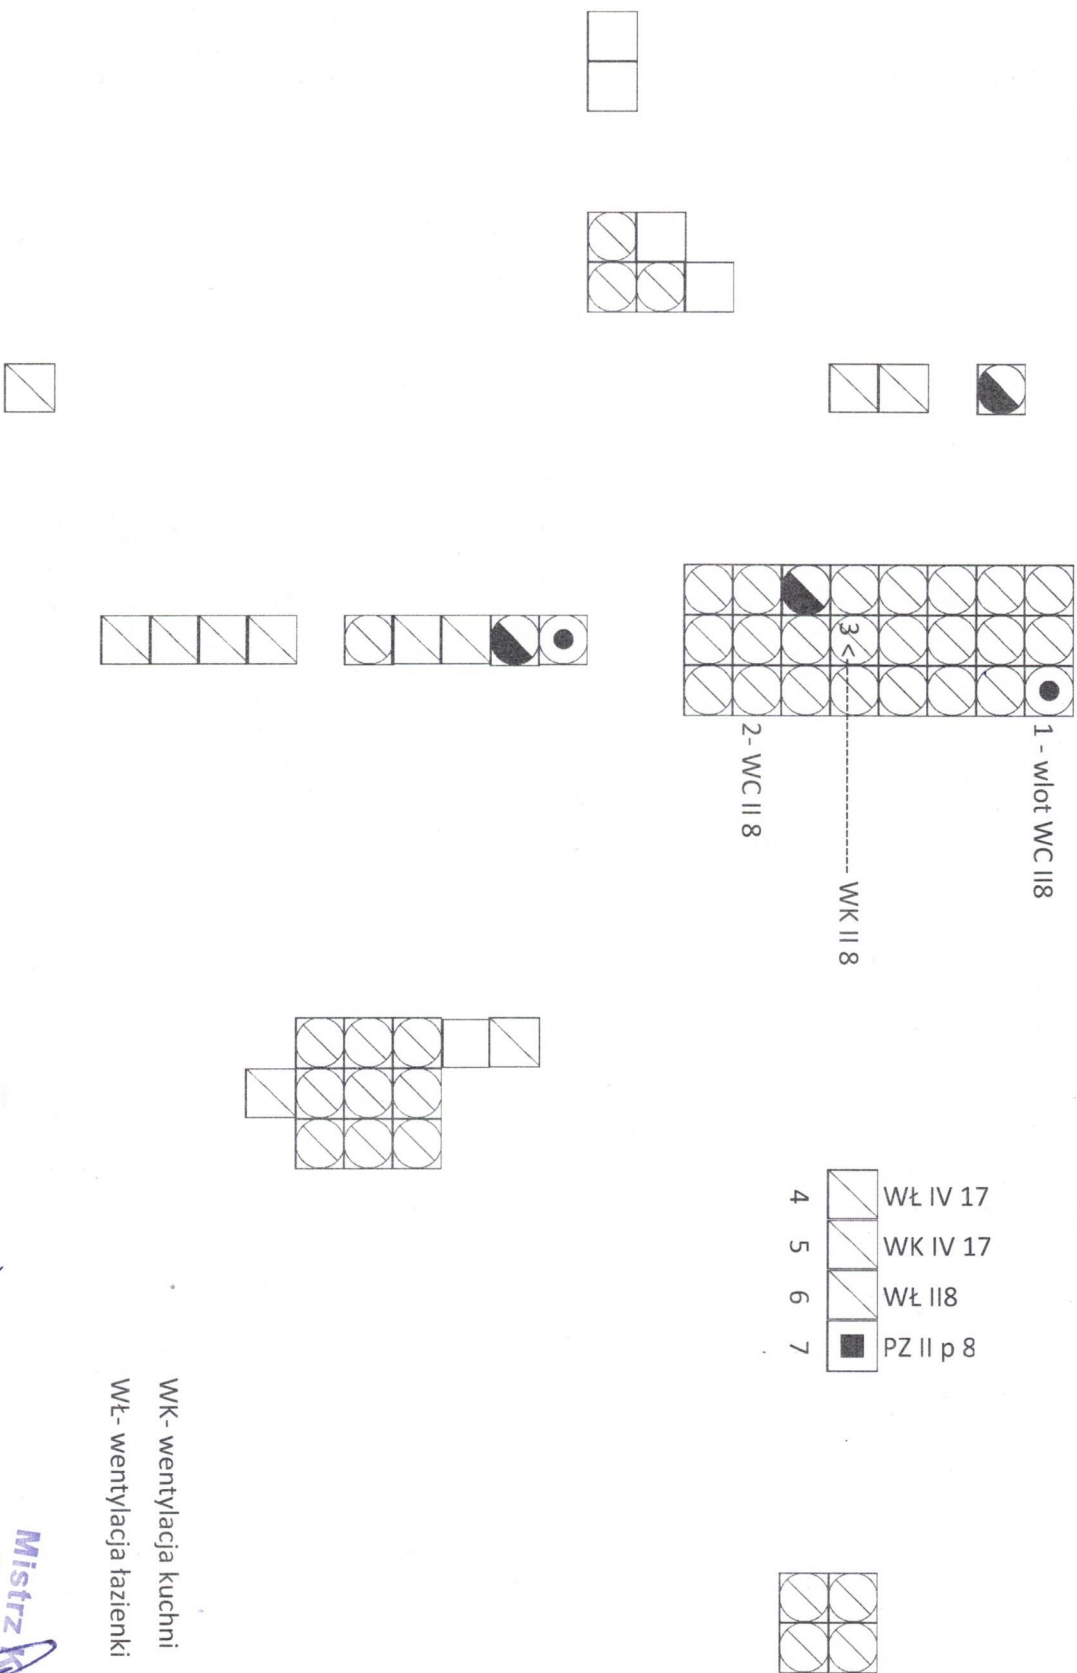 1 - wlot WC II8
3 <---------------- WK II 8
2- WC II 8
4 WŁ IV 17
5 WK IV 17
6 WŁ II8
7 PZ II p 8
WK- wentylacja kuchni
WŁ- wentylacja łazienki
Mistrz